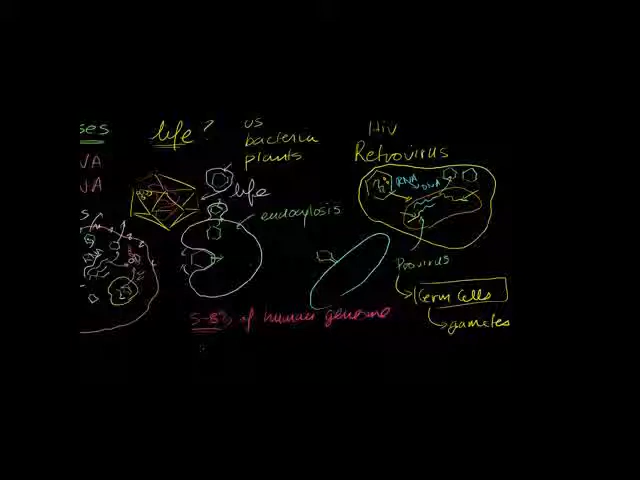 ses
life ?
us
bacteria
plants
HIV
Retrovirus
life
RNA
DNA
endocytosis
Provirus
Germ Cells
gametes
5-8% of human genome